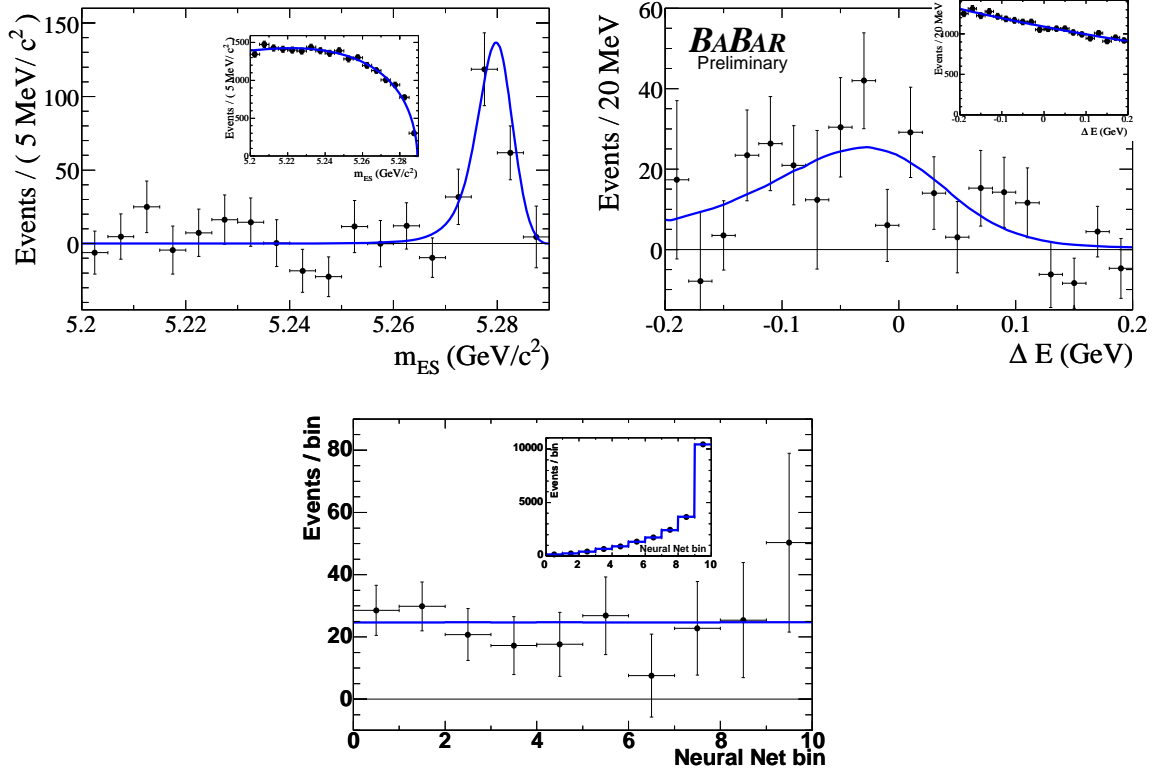 Events / ( 5 MeV/ c² )
150
100
50
0
5.2 5.22 5.24 5.26 5.28
m_ES (GeV/c²)
Events / ( 5 MeV/ c² )
1500
1000
500
0
5.2 5.22 5.24 5.26 5.28
m_ES (GeV/c²)
Events / 20 MeV
60
40
20
0
-0.2 -0.1 0 0.1 0.2
Δ E (GeV)
BABAR
Preliminary
Events / 20 MeV
1000
500
0
-0.2 -0.1 0 0.1 0.2
Δ E (GeV)
Events / bin
80
60
40
20
0
0 2 4 6 8 10
Neural Net bin
Events / bin
10000
5000
0
0 2 4 6 8 10
Neural Net bin